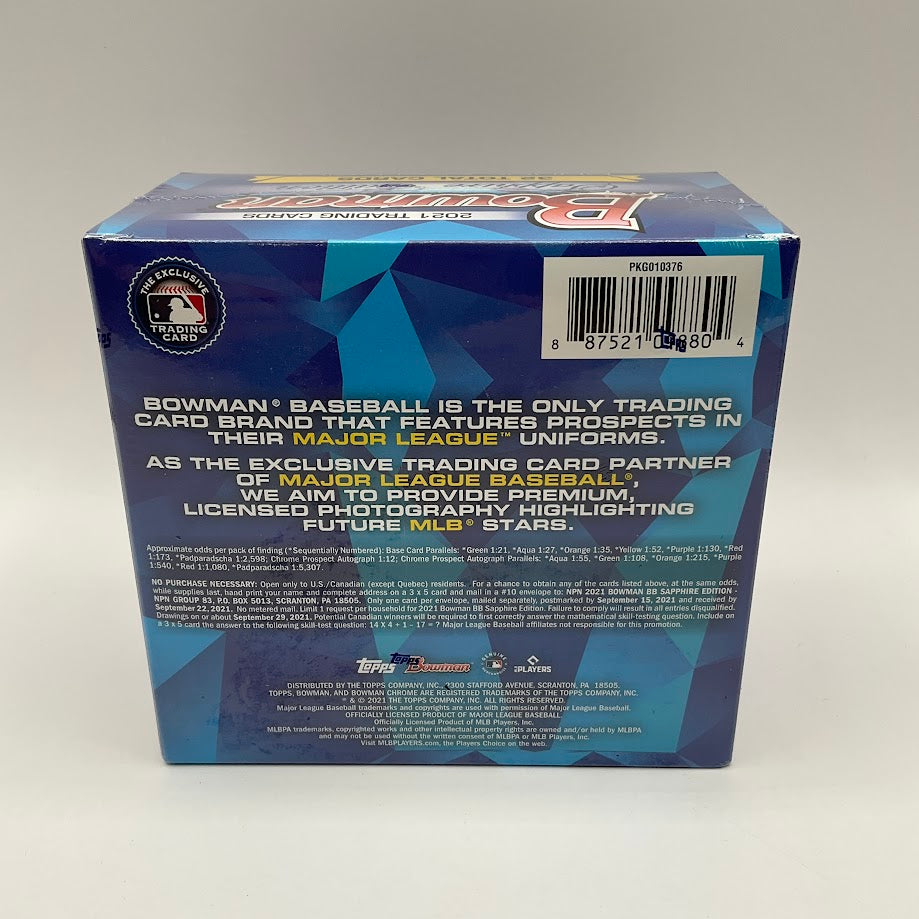 32 TOTAL CARDS
Bowman
2021 TRADING CARDS
THE EXCLUSIVE
TRADING
CARD
PKG010376
8 87521 880 4
BOWMAN® BASEBALL IS THE ONLY TRADING
CARD BRAND THAT FEATURES PROSPECTS IN
THEIR MAJOR LEAGUE™ UNIFORMS.
AS THE EXCLUSIVE TRADING CARD PARTNER
OF MAJOR LEAGUE BASEBALL®,
WE AIM TO PROVIDE PREMIUM,
LICENSED PHOTOGRAPHY HIGHLIGHTING
FUTURE MLB® STARS.
Approximate odds per pack of finding (*Sequentially Numbered): Base Card Parallels: *Green 1:21, *Aqua 1:27, *Orange 1:35, *Yellow 1:52, *Purple 1:130, *Red
1:173, *Padparadscha 1:2,598; Chrome Prospect Autograph 1:12; Chrome Prospect Autograph Parallels: *Aqua 1:55, *Green 1:108, *Orange 1:215, *Purple
1:540, *Red 1:1,080, *Padparadscha 1:5,307.
NO PURCHASE NECESSARY: Open only to U.S./Canadian (except Quebec) residents. For a chance to obtain any of the cards listed above, at the same odds,
while supplies last, hand print your name and complete address on a 3 x 5 card and mail in a #10 envelope to: NPN 2021 BOWMAN BB SAPPHIRE EDITION -
NPN GROUP 83, P.O. BOX 5013, SCRANTON, PA 18505. Only one card per envelope, mailed separately, postmarked by September 15, 2021 and received by
September 22, 2021. No metered mail. Limit 1 request per household for 2021 Bowman BB Sapphire Edition. Failure to comply will result in all entries disqualified.
Drawings on or about September 29, 2021. Potential Canadian winners will be required to first correctly answer the mathematical skill-testing question. Include on
a 3 x 5 card the answer to the following skill-test question: 14 X 4 + 1 - 17 = ? Major League Baseball affiliates not responsible for this promotion.
topps topps Bowman GENUINE PLAYERS
DISTRIBUTED BY THE TOPPS COMPANY, INC., 2300 STAFFORD AVENUE, SCRANTON, PA 18505.
TOPPS, BOWMAN, AND BOWMAN CHROME ARE REGISTERED TRADEMARKS OF THE TOPPS COMPANY, INC.
® & © 2021 THE TOPPS COMPANY, INC. ALL RIGHTS RESERVED.
Major League Baseball trademarks and copyrights are used with permission of Major League Baseball.
OFFICIALLY LICENSED PRODUCT OF MAJOR LEAGUE BASEBALL.
Officially Licensed Product of MLB Players, Inc.
MLBPA trademarks, copyrighted works and other intellectual property rights are owned and/or held by MLBPA
and may not be used without the written consent of MLBPA or MLB Players, Inc.
Visit MLBPLAYERS.com, the Players Choice on the web.